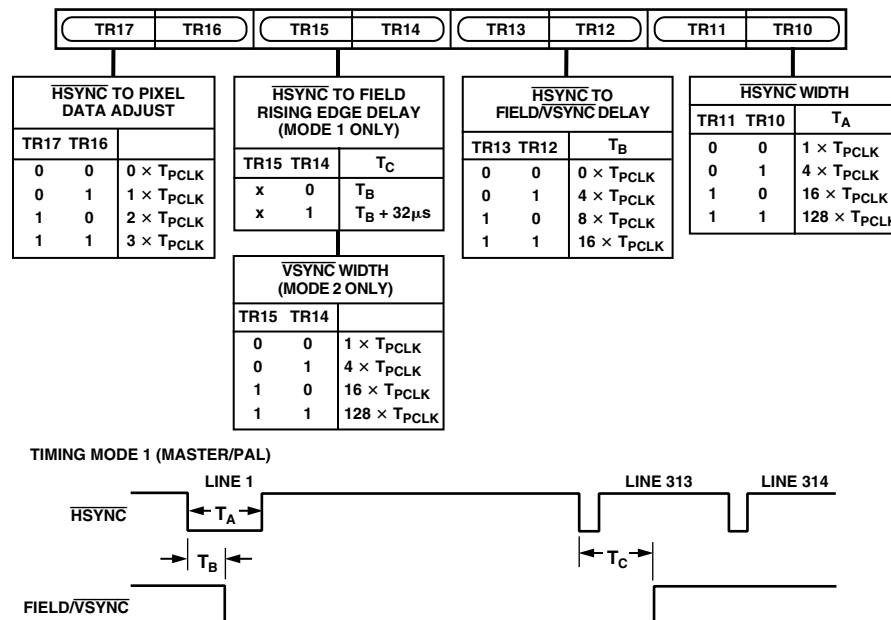 TR17 TR16 TR15 TR14 TR13 TR12 TR11 TR10
HSYNC TO PIXEL
DATA ADJUST
TR17 TR16
0 0 0 × TPCLK
0 1 1 × TPCLK
1 0 2 × TPCLK
1 1 3 × TPCLK
HSYNC TO FIELD
RISING EDGE DELAY
(MODE 1 ONLY)
TR15 TR14 TC
x 0 TB
x 1 TB + 32µs
VSYNC WIDTH
(MODE 2 ONLY)
TR15 TR14
0 0 1 × TPCLK
0 1 4 × TPCLK
1 0 16 × TPCLK
1 1 128 × TPCLK
HSYNC TO
FIELD/VSYNC DELAY
TR13 TR12 TB
0 0 0 × TPCLK
0 1 4 × TPCLK
1 0 8 × TPCLK
1 1 16 × TPCLK
HSYNC WIDTH
TR11 TR10 TA
0 0 1 × TPCLK
0 1 4 × TPCLK
1 0 16 × TPCLK
1 1 128 × TPCLK
TIMING MODE 1 (MASTER/PAL)
LINE 1 LINE 313 LINE 314
HSYNC
TA
TB
TC
FIELD/VSYNC